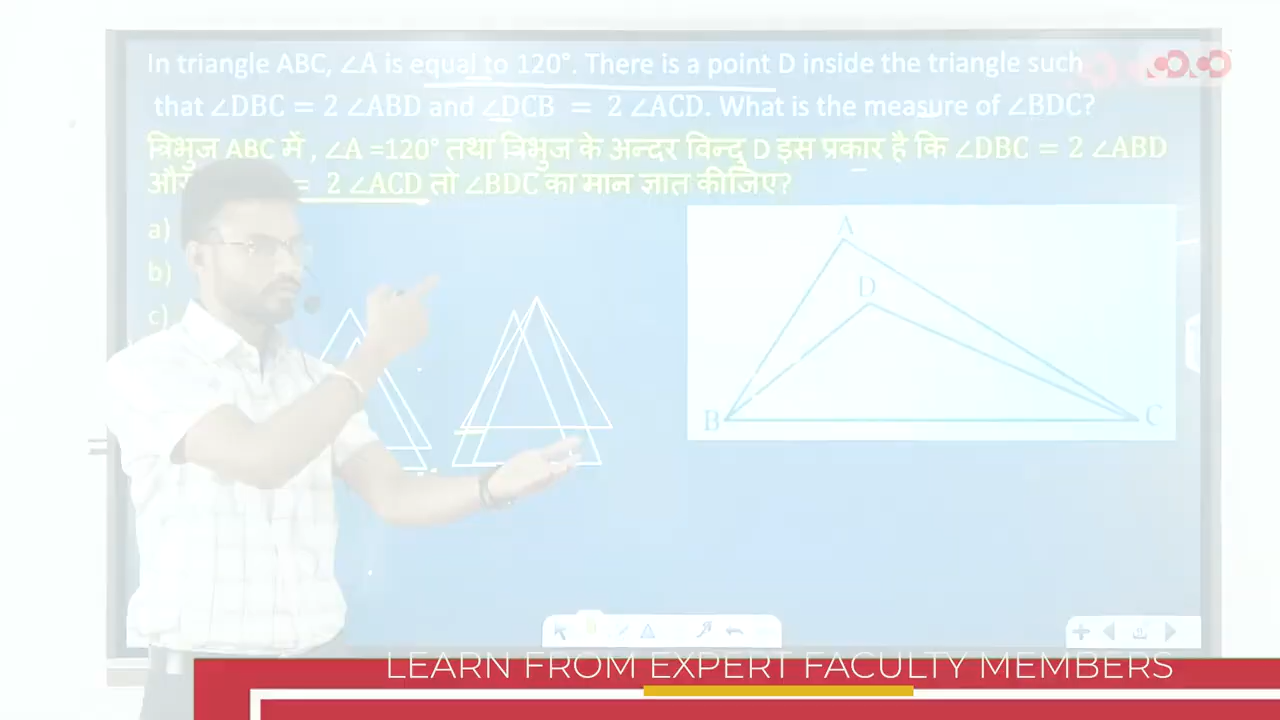 In triangle ABC, ∠A is equal to 120°. There is a point D inside the triangle such
that ∠DBC = 2 ∠ABD and ∠DCB = 2 ∠ACD. What is the measure of ∠BDC?
त्रिभुज ABC में , ∠A =120° तथा त्रिभुज के अन्दर विन्दु D इस प्रकार है कि ∠DBC = 2 ∠ABD
और = 2 ∠ACD तो ∠BDC का मान ज्ञात कीजिए?
a)
b)
c)
A
D
B
C
LEARN FROM EXPERT FACULTY MEMBERS